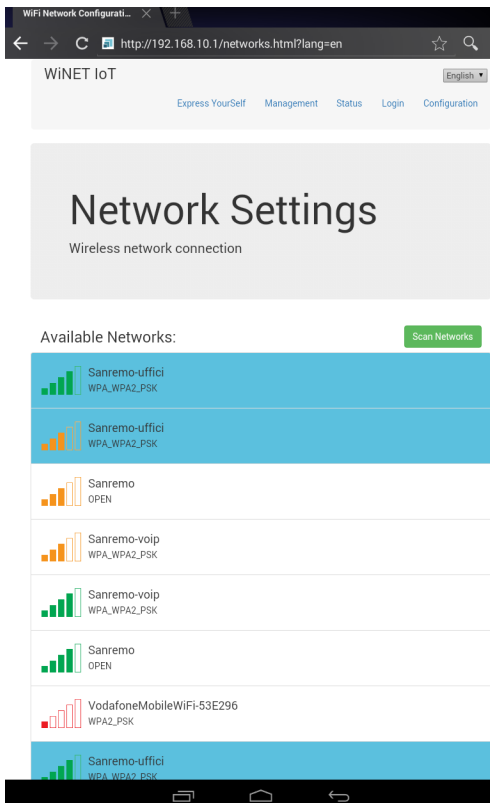 WiFi Network Configurati...
http://192.168.10.1/networks.html?lang=en
WiNET IoT
English
Express YourSelf Management Status Login Configuration
Network Settings
Wireless network connection
Available Networks:
Scan Networks
Sanremo-uffici
WPA_WPA2_PSK
Sanremo-uffici
WPA_WPA2_PSK
Sanremo
OPEN
Sanremo-voip
WPA_WPA2_PSK
Sanremo-voip
WPA_WPA2_PSK
Sanremo
OPEN
VodafoneMobileWiFi-53E296
WPA2_PSK
Sanremo-uffici
WPA_WPA2_PSK